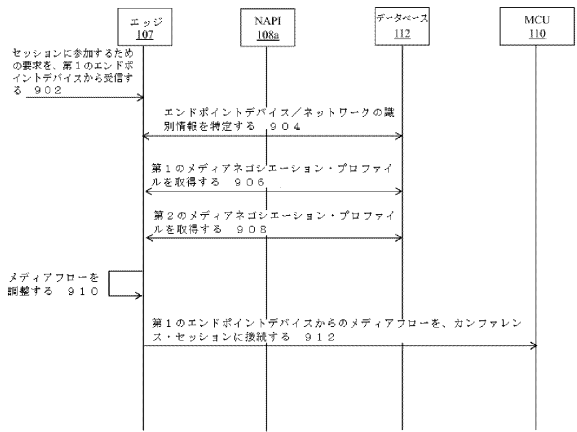 エッジ
107
NAPI
108a
データベース
112
MCU
110
セッションに参加するため
の要求を、第１のエンドポ
イントデバイスから受信す
る　９０２
エンドポイントデバイス／ネットワークの識
別情報を特定する　９０４
第１のメディアネゴシエーション・プロファイ
ルを取得する　９０６
第２のメディアネゴシエーション・プロファイ
ルを取得する　９０８
メディアフローを
調整する　９１０
第１のエンドポイントデバイスからのメディアフローを、カンファレン
ス・セッションに接続する　９１２